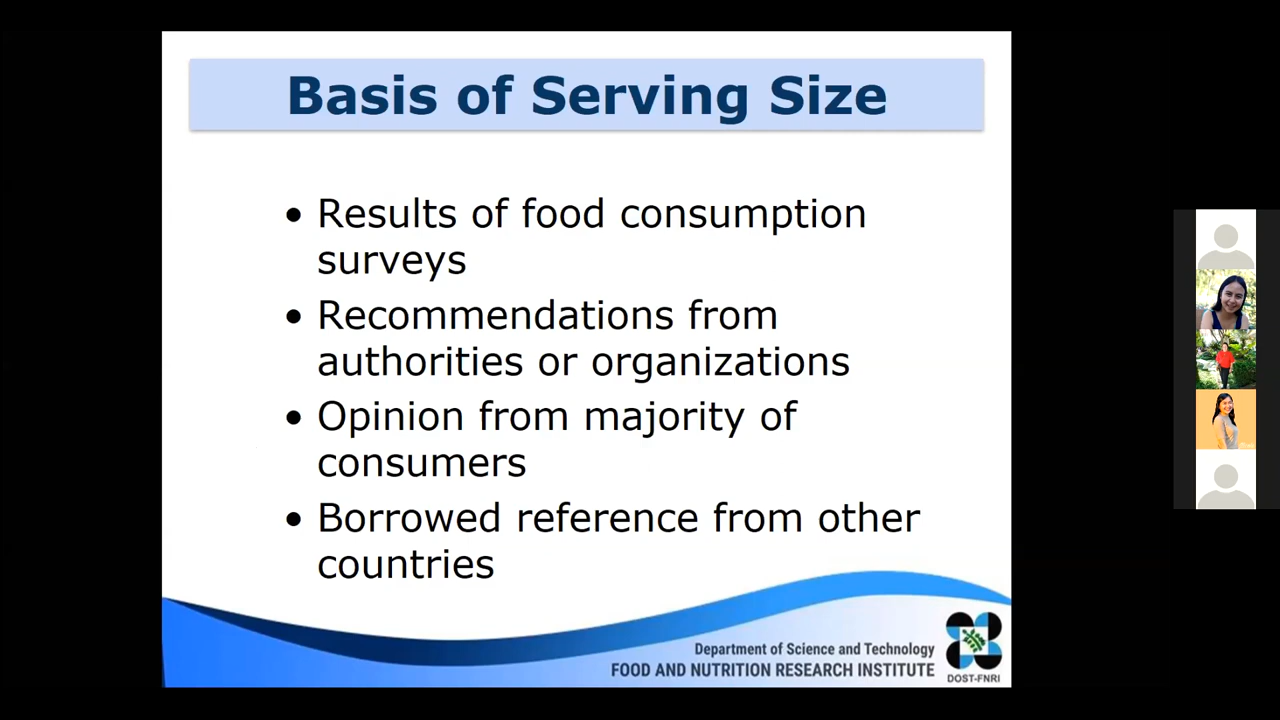 Basis of Serving Size
• Results of food consumption
surveys
• Recommendations from
authorities or organizations
• Opinion from majority of
consumers
• Borrowed reference from other
countries
Department of Science and Technology
FOOD AND NUTRITION RESEARCH INSTITUTE
DOST-FNRI